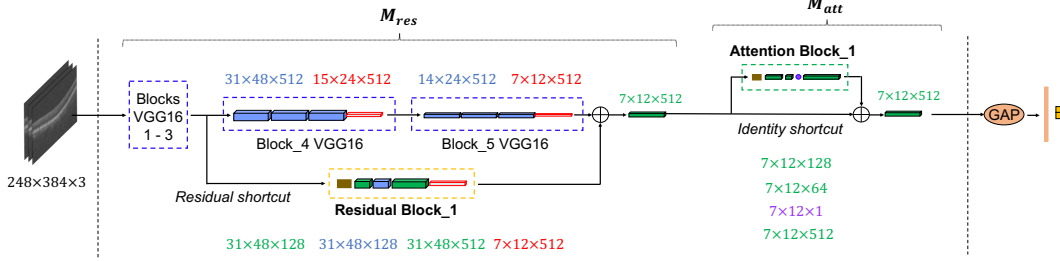 M_res
M_att
Attention Block_1
31×48×512 15×24×512 14×24×512 7×12×512
7×12×512
7×12×512
Blocks
VGG16
1 - 3
Block_4 VGG16
Block_5 VGG16
Identity shortcut
GAP
248×384×3
Residual shortcut
Residual Block_1
7×12×128
7×12×64
7×12×1
7×12×512
31×48×128 31×48×128 31×48×512 7×12×512